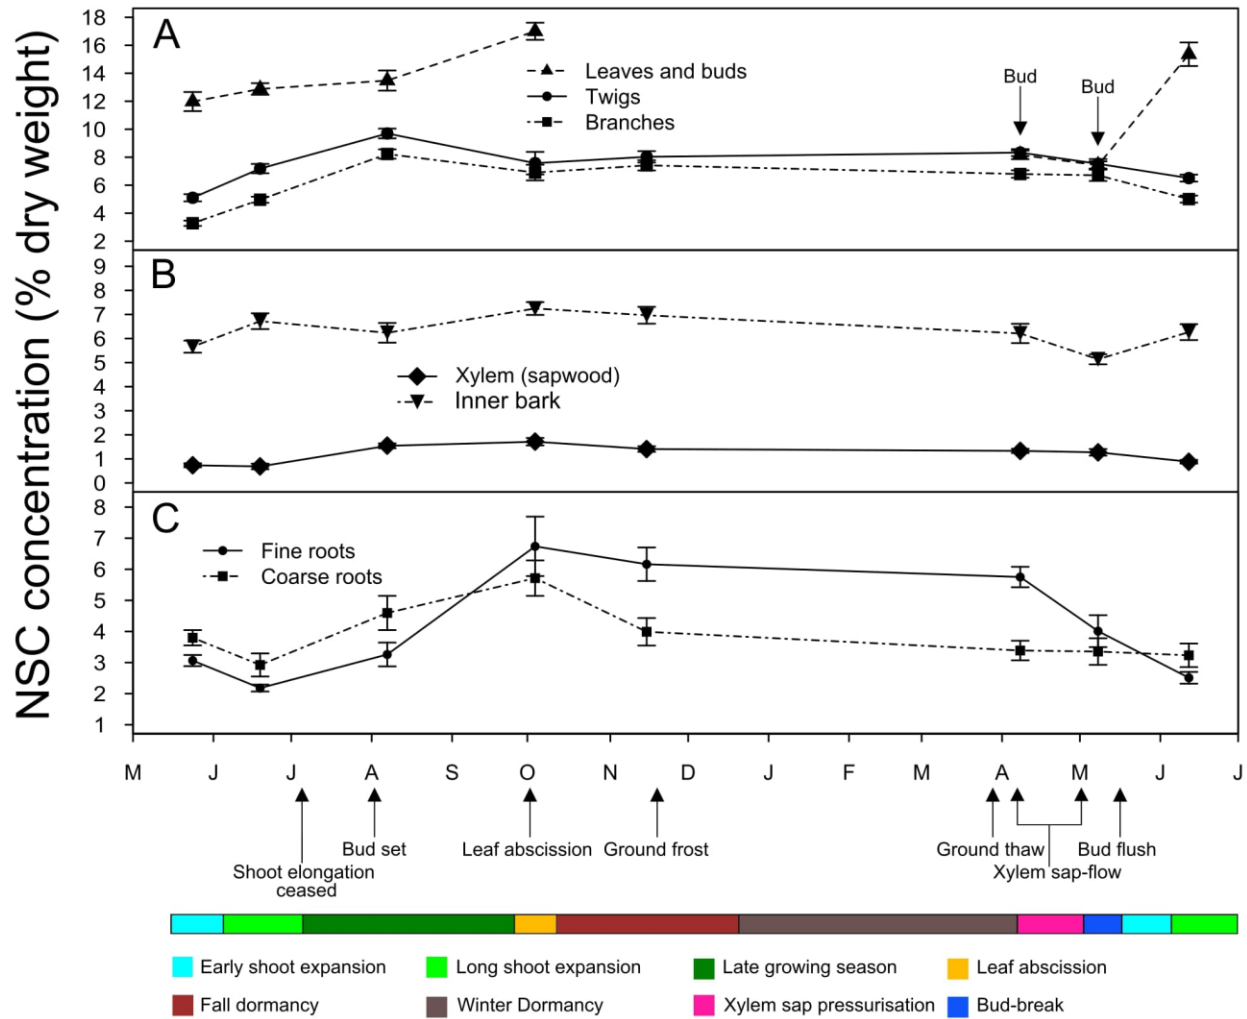 NSC concentration (% dry weight)
A
18
16
14
12
10
8
6
4
2
Leaves and buds
Twigs
Branches
Bud
Bud
B
9
8
7
6
5
4
3
2
1
0
Xylem (sapwood)
Inner bark
C
8
7
6
5
4
3
2
1
Fine roots
Coarse roots
M J J A S O N D J F M A M J J
Bud set Leaf abscission Ground frost Ground thaw Bud flush
Shoot elongation Xylem sap-flow
ceased
Early shoot expansion Long shoot expansion Late growing season Leaf abscission
Fall dormancy Winter Dormancy Xylem sap pressurisation Bud-break